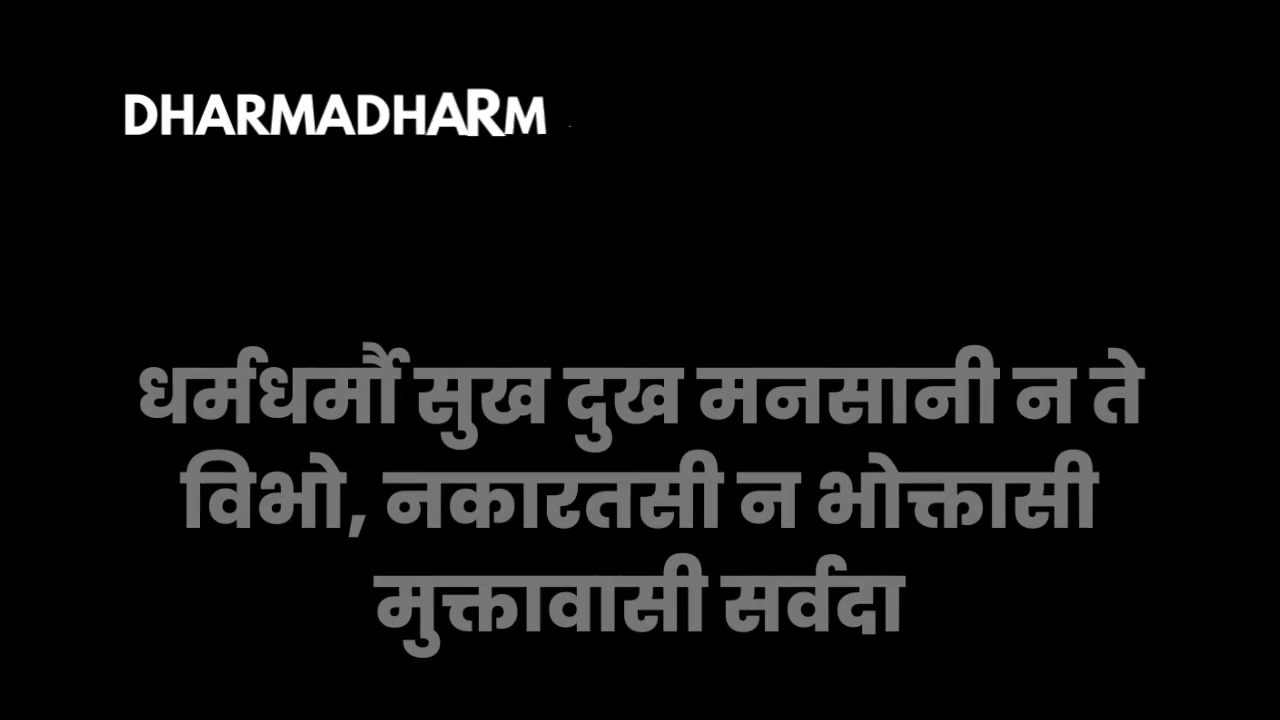 DHARMADHARM
धर्मधर्मौ सुख दुख मनसानी न ते
विभो, नकारतसी न भोक्तासी
मुक्तावासी सर्वदा